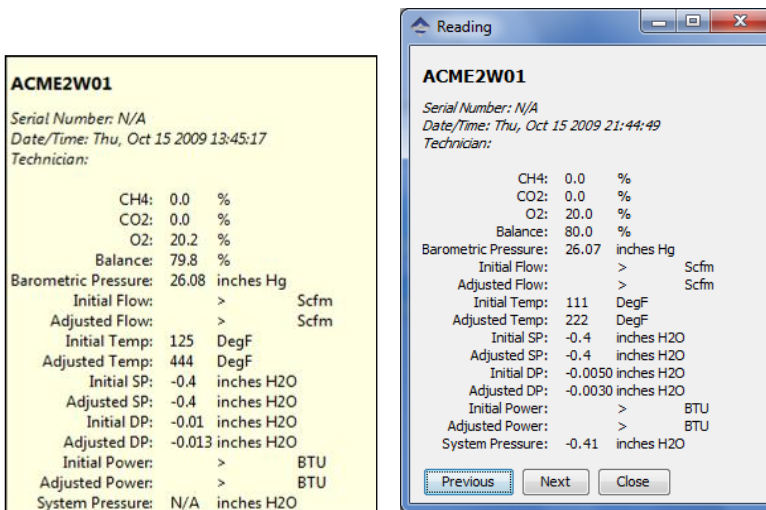 ACME2W01
Serial Number: N/A
Date/Time: Thu, Oct 15 2009 13:45:17
Technician:
CH4: 0.0 %
CO2: 0.0 %
O2: 20.2 %
Balance: 79.8 %
Barometric Pressure: 26.08 inches Hg
Initial Flow: > Scfm
Adjusted Flow: > Scfm
Initial Temp: 125 DegF
Adjusted Temp: 444 DegF
Initial SP: -0.4 inches H2O
Adjusted SP: -0.4 inches H2O
Initial DP: -0.01 inches H2O
Adjusted DP: -0.013 inches H2O
Initial Power: > BTU
Adjusted Power: > BTU
System Pressure: N/A inches H2O
Reading
ACME2W01
Serial Number: N/A
Date/Time: Thu, Oct 15 2009 21:44:49
Technician:
CH4: 0.0 %
CO2: 0.0 %
O2: 20.0 %
Balance: 80.0 %
Barometric Pressure: 26.07 inches Hg
Initial Flow: > Scfm
Adjusted Flow: > Scfm
Initial Temp: 111 DegF
Adjusted Temp: 222 DegF
Initial SP: -0.4 inches H2O
Adjusted SP: -0.4 inches H2O
Initial DP: -0.0050 inches H2O
Adjusted DP: -0.0030 inches H2O
Initial Power: > BTU
Adjusted Power: > BTU
System Pressure: -0.41 inches H2O
Previous Next Close